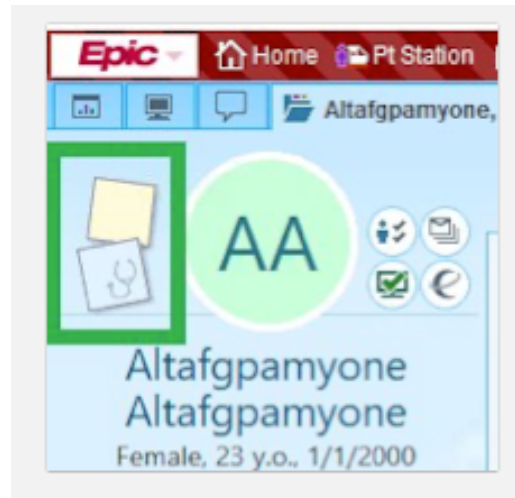 Epic Home Pt Station
Altafgpamyone,
AA
Altafgpamyone
Altafgpamyone
Female, 23 y.o., 1/1/2000